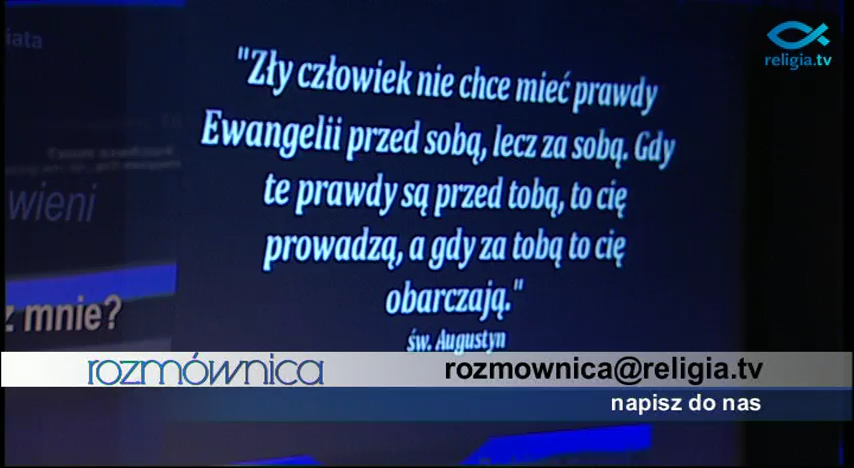 iata
religia.tv
"Zły człowiek nie chce mieć prawdy
Ewangelii przed sobą, lecz za sobą. Gdy
te prawdy są przed tobą, to cię
prowadzą, a gdy za tobą to cię
obarczają."
św. Augustyn
wieni
z mnie?
rozmównica
rozmownica@religia.tv
napisz do nas